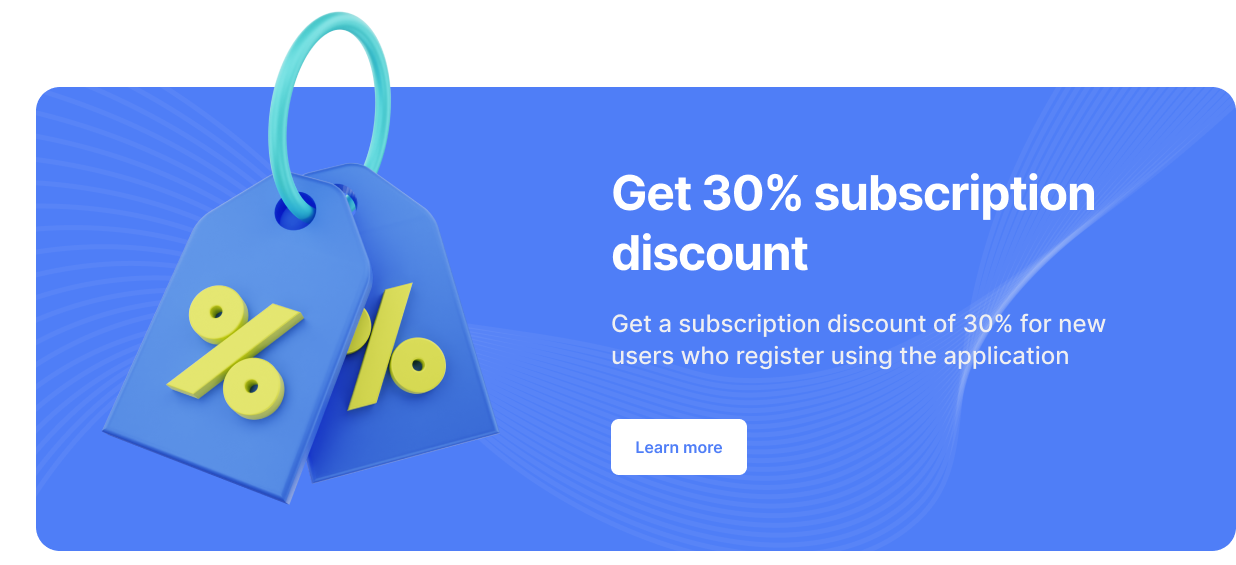 Get 30% subscription
discount
Get a subscription discount of 30% for new
users who register using the application
Learn more
%
%